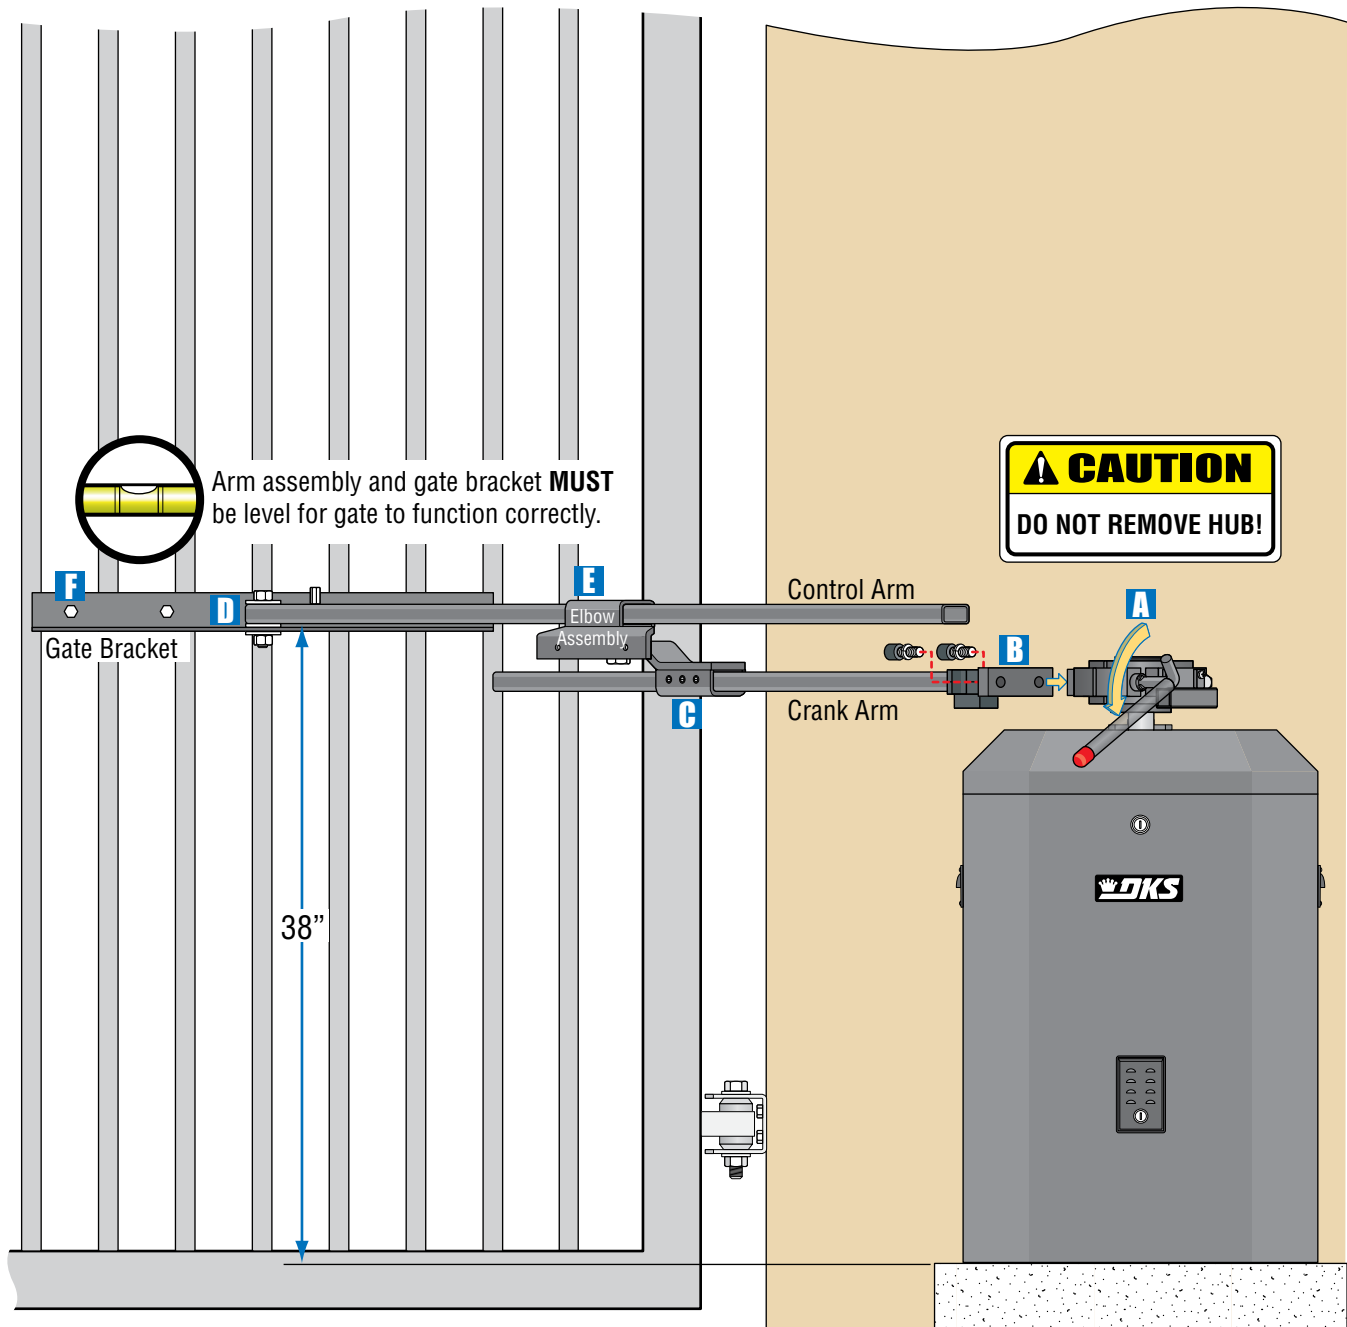 Arm assembly and gate bracket MUST
be level for gate to function correctly.
CAUTION
DO NOT REMOVE HUB!
F
D
E
Elbow
Assembly
Control Arm
A
Gate Bracket
B
C
Crank Arm
DKS
38”